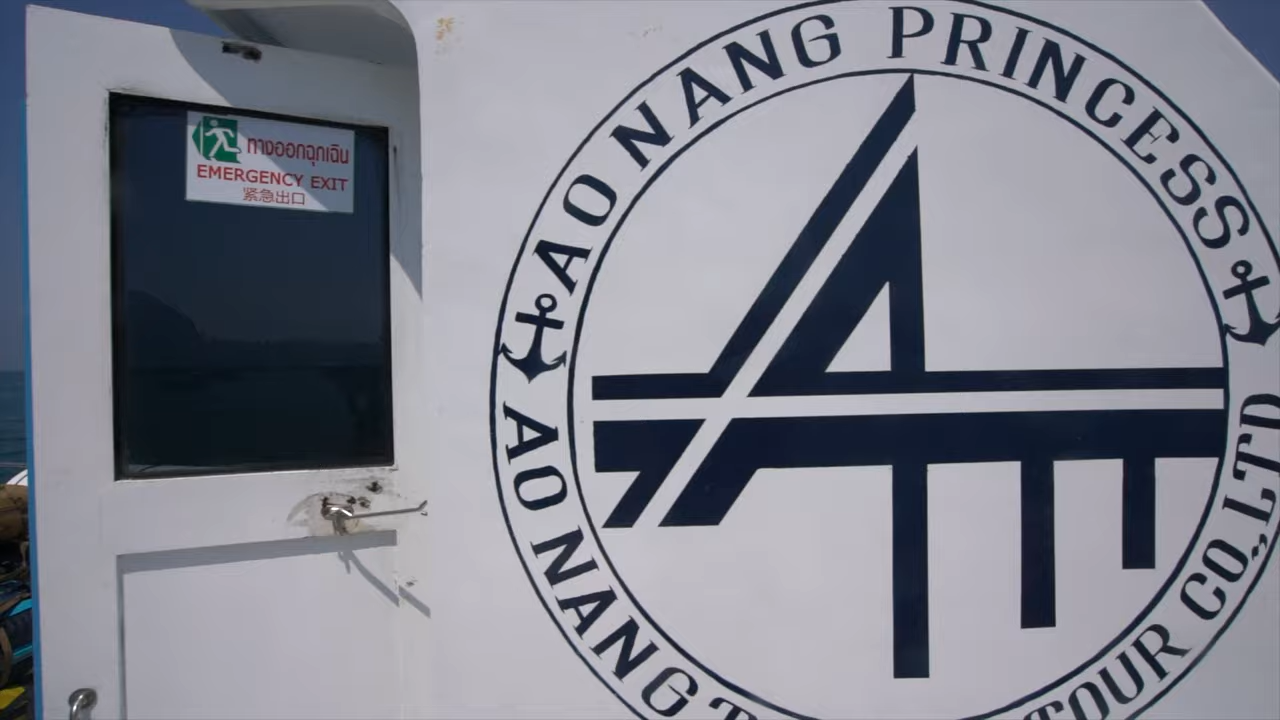 ทางออกฉุกเฉิน
EMERGENCY EXIT
紧急出口
AO NANG PRINCESS
AO NANG
TOUR CO.,LTD